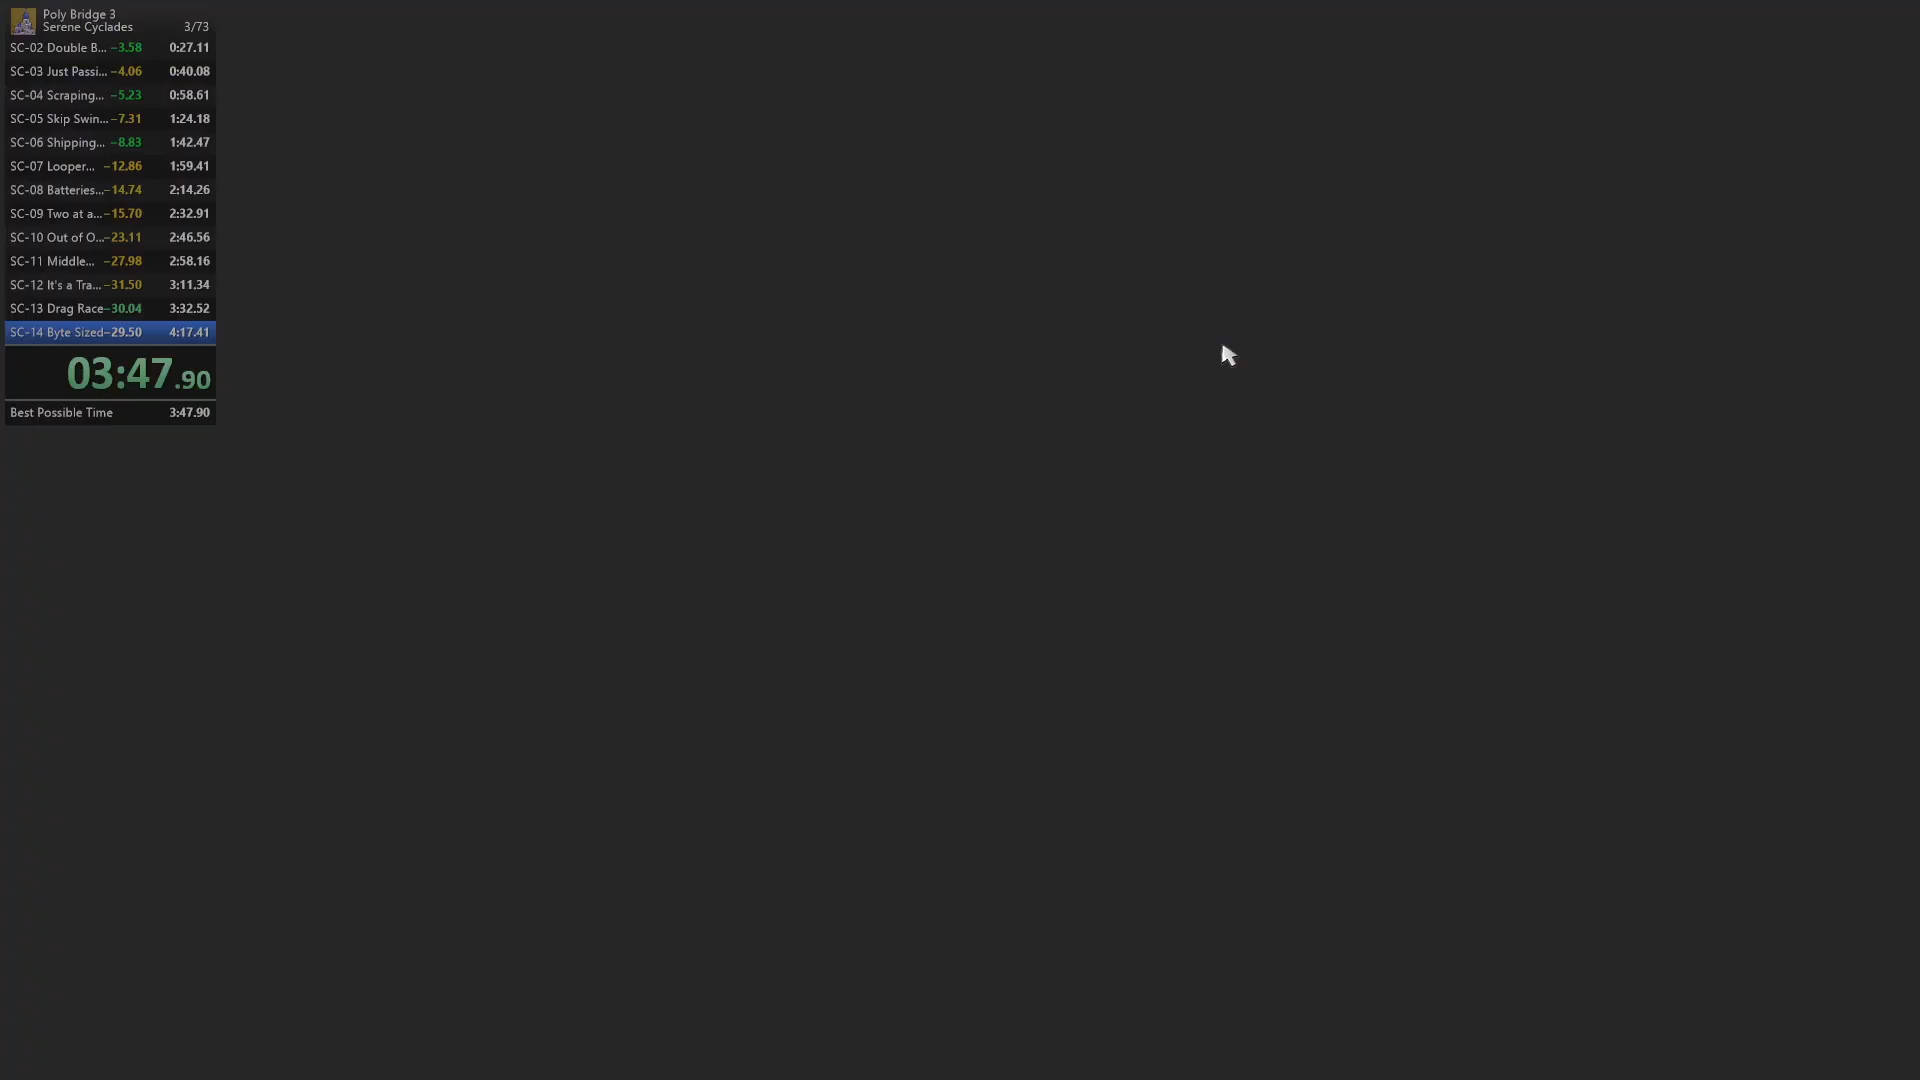 Poly Bridge 3
Serene Cyclades 3/73
SC-02 Double B... −3.58 0:27.11
SC-03 Just Passi... −4.06 0:40.08
SC-04 Scraping... −5.23 0:58.61
SC-05 Skip Swin... −7.31 1:24.18
SC-06 Shipping... −8.83 1:42.47
SC-07 Looper... −12.86 1:59.41
SC-08 Batteries... −14.74 2:14.26
SC-09 Two at a... −15.70 2:32.91
SC-10 Out of O... −23.11 2:46.56
SC-11 Middle... −27.98 2:58.16
SC-12 It's a Tra... −31.50 3:11.34
SC-13 Drag Race −30.04 3:32.52
SC-14 Byte Sized −29.50 4:17.41
03:47.90
Best Possible Time 3:47.90